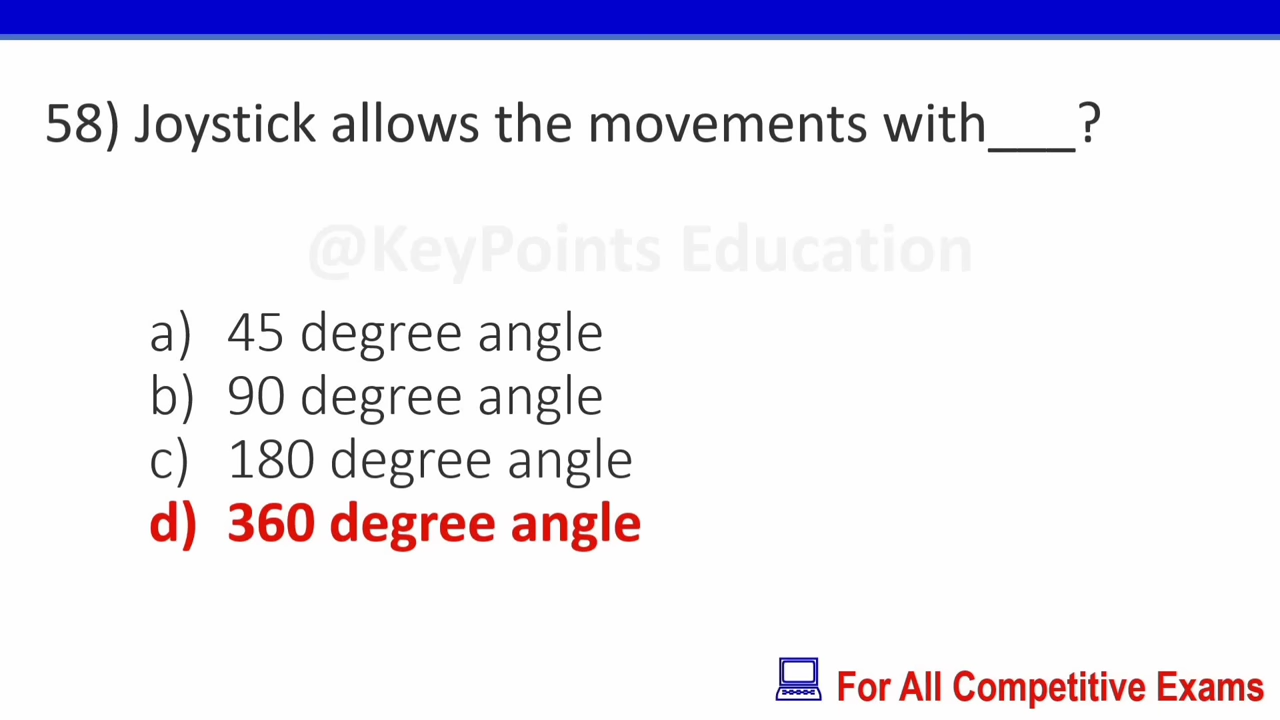 58) Joystick allows the movements with___?
@KeyPoints Education
a) 45 degree angle
b) 90 degree angle
c) 180 degree angle
d) 360 degree angle
For All Competitive Exams